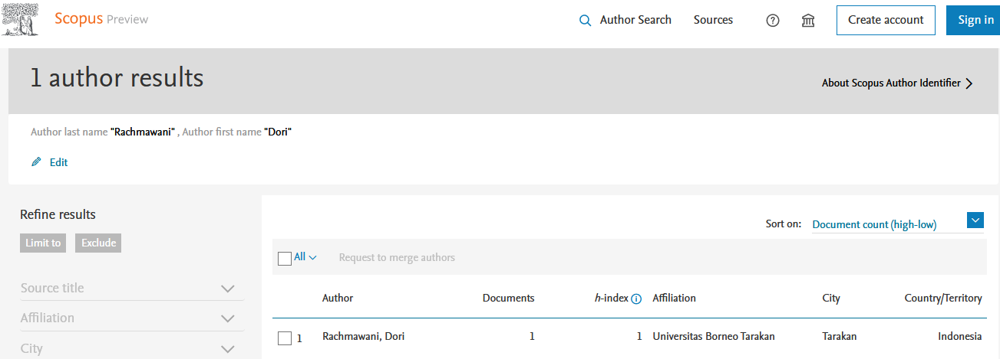 Scopus Preview
Author Search Sources Create account Sign in
1 author results
About Scopus Author Identifier
Author last name "Rachmawani" , Author first name "Dori"
Edit
Refine results
Limit to Exclude
Source title
Affiliation
City
Sort on: Document count (high-low)
All Request to merge authors
Author Documents h-index Affiliation City Country/Territory
1 Rachmawani, Dori 1 1 Universitas Borneo Tarakan Tarakan Indonesia